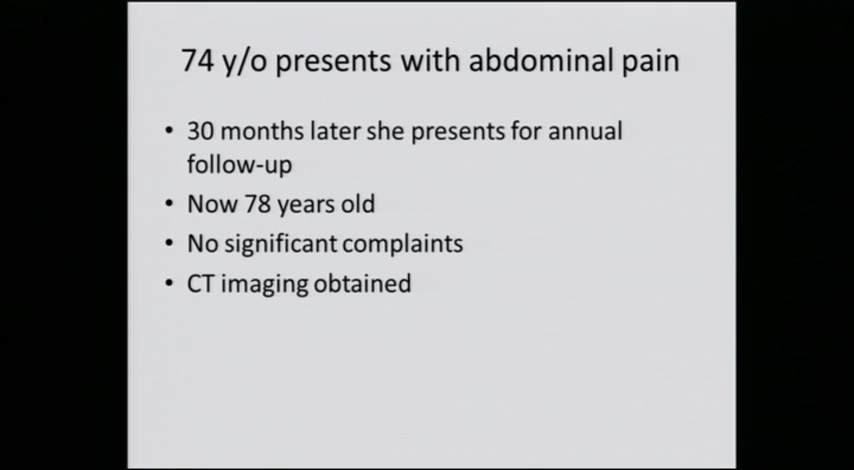 74 y/o presents with abdominal pain
• 30 months later she presents for annual
follow-up
• Now 78 years old
• No significant complaints
• CT imaging obtained